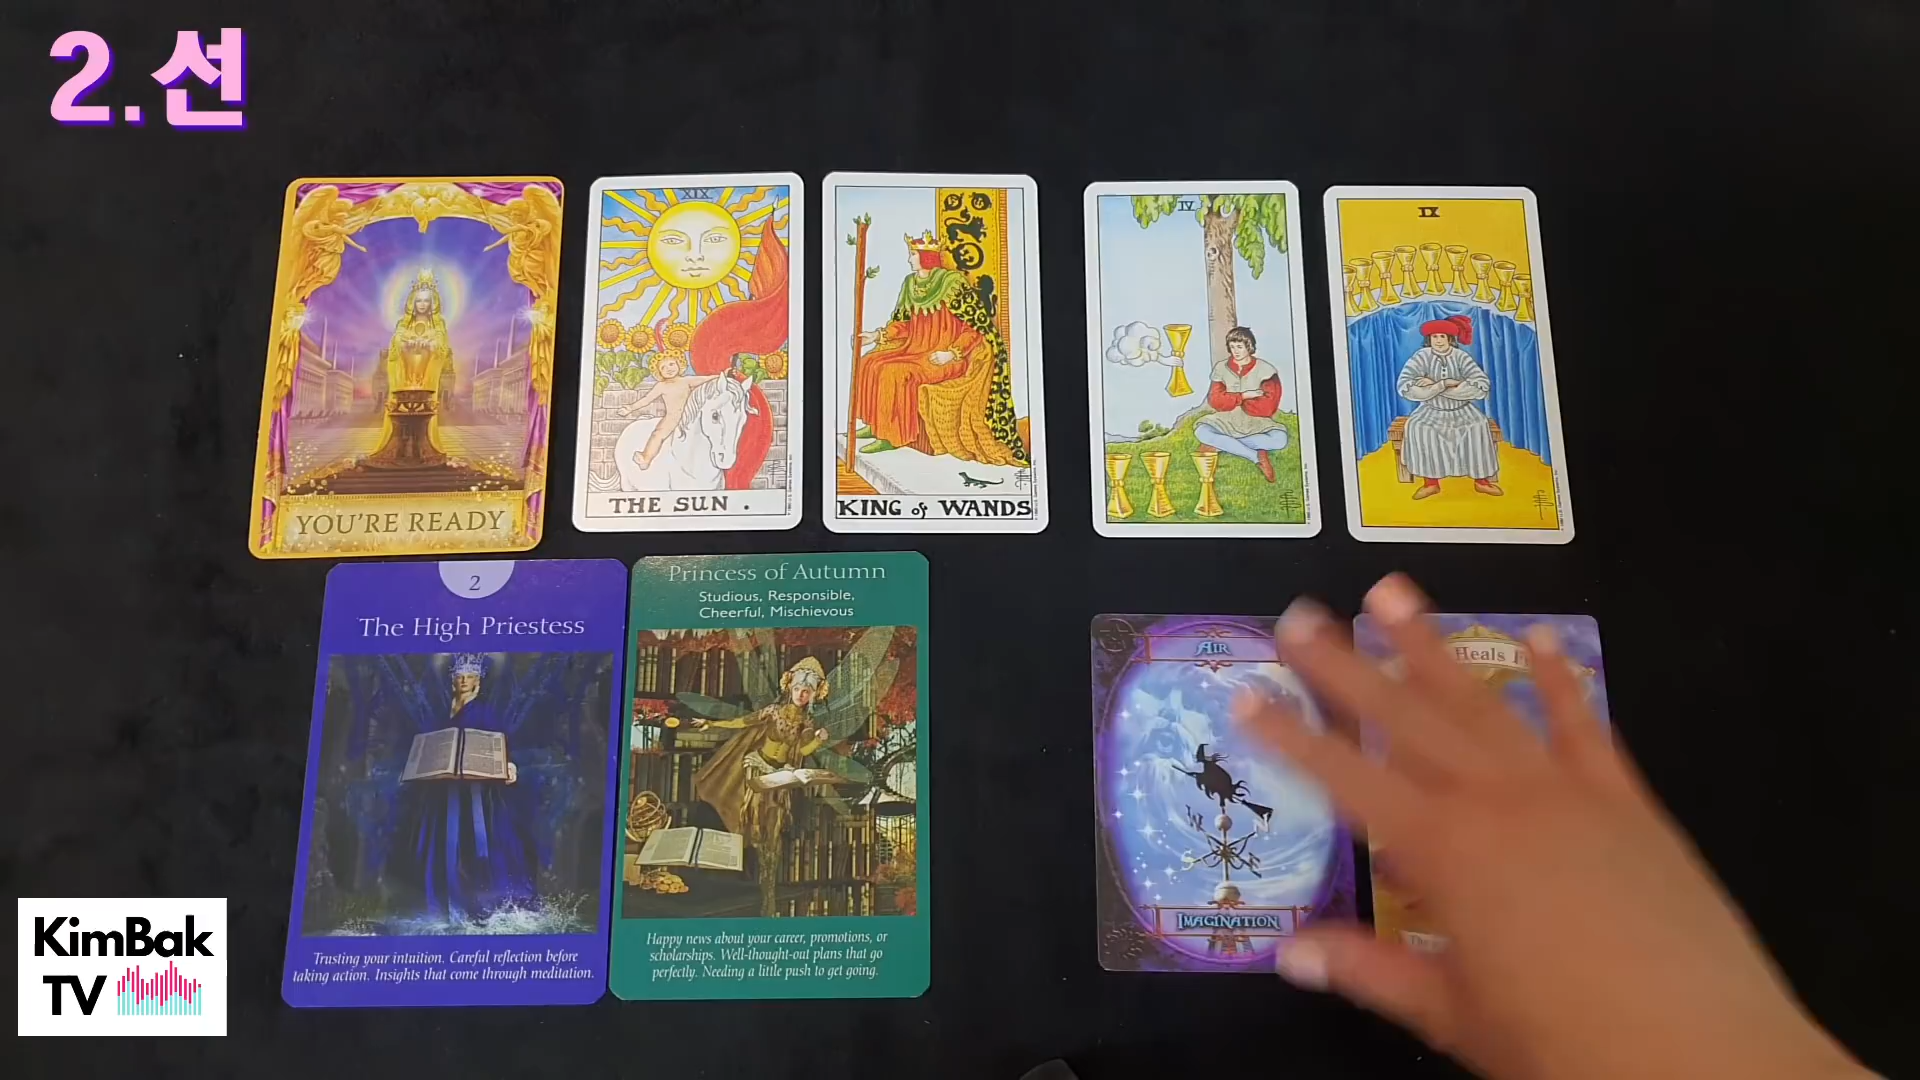 2.션
XIX
THE SUN .
KING of WANDS
IV
IX
YOU'RE READY
2
The High Priestess
Trusting your intuition. Careful reflection before
taking action. Insights that come through meditation.
Princess of Autumn
Studious, Responsible,
Cheerful, Mischievous
Happy news about your career, promotions, or
scholarships. Well-thought-out plans that go
perfectly. Needing a little push to get going.
AIR
W N
S E
IMAGINATION
Heals
KimBak
TV